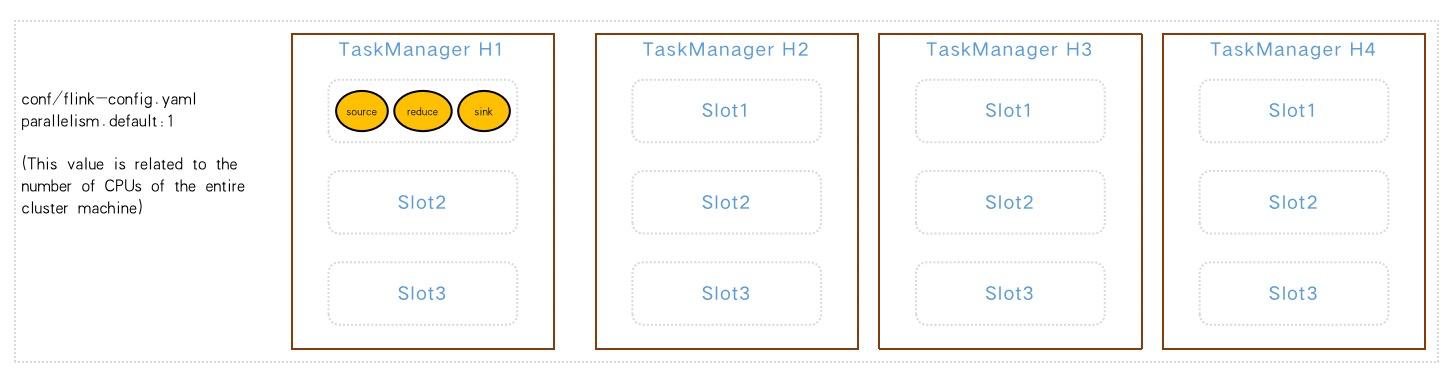 conf/flink-config.yaml
parallelism.default:1
(This value is related to the
number of CPUs of the entire
cluster machine)
TaskManager H1
source reduce sink
Slot2
Slot3
TaskManager H2
Slot1
Slot2
Slot3
TaskManager H3
Slot1
Slot2
Slot3
TaskManager H4
Slot1
Slot2
Slot3